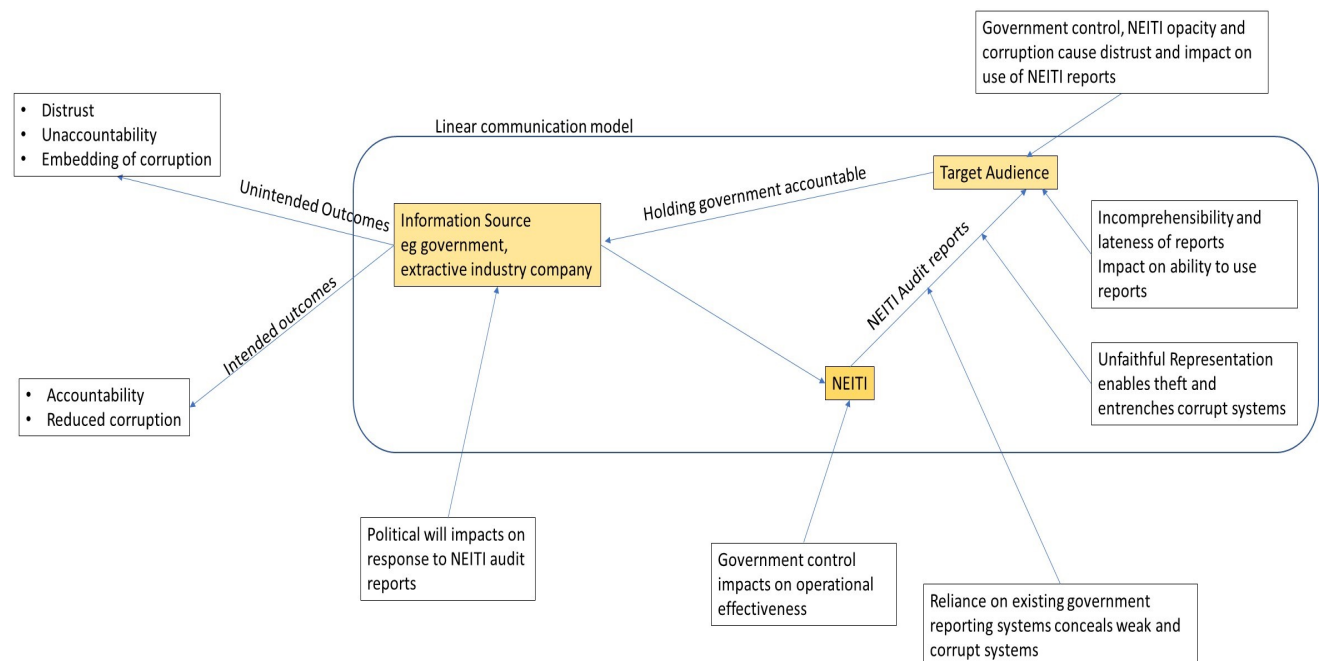 Government control, NEITI opacity and
corruption cause distrust and impact on
use of NEITI reports
• Distrust
• Unaccountability
• Embedding of corruption
Linear communication model
Target Audience
Unintended Outcomes
Holding government accountable
Information Source
eg government,
extractive industry company
NEITI Audit reports
Incomprehensibility and
lateness of reports
Impact on ability to use
reports
Intended outcomes
• Accountability
• Reduced corruption
NEITI
Unfaithful Representation
enables theft and
entrenches corrupt systems
Political will impacts on
response to NEITI audit
reports
Government control
impacts on operational
effectiveness
Reliance on existing government
reporting systems conceals weak and
corrupt systems